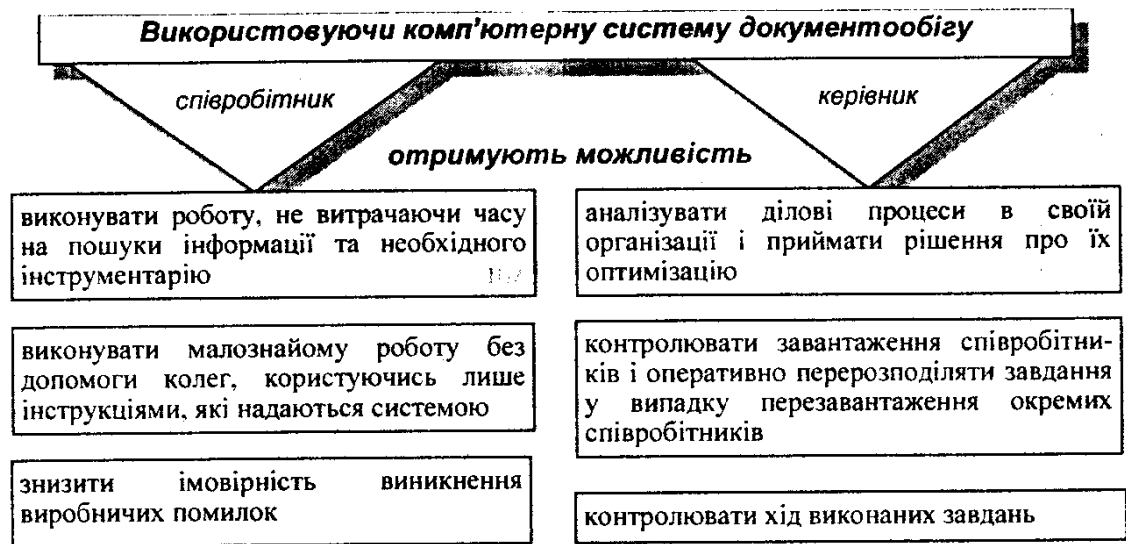 Використовуючи комп'ютерну систему документообігу
співробітник
керівник
отримують можливість
виконувати роботу, не витрачаючи часу
на пошуки інформації та необхідного
інструментарію
виконувати малознайому роботу без
допомоги колег, користуючись лише
інструкціями, які надаються системою
знизити імовірність виникнення
виробничих помилок
аналізувати ділові процеси в своїй
організації і приймати рішення про їх
оптимізацію
контролювати завантаження співробітни-
ків і оперативно перерозподіляти завдання
у випадку перезавантаження окремих
співробітників
контролювати хід виконаних завдань